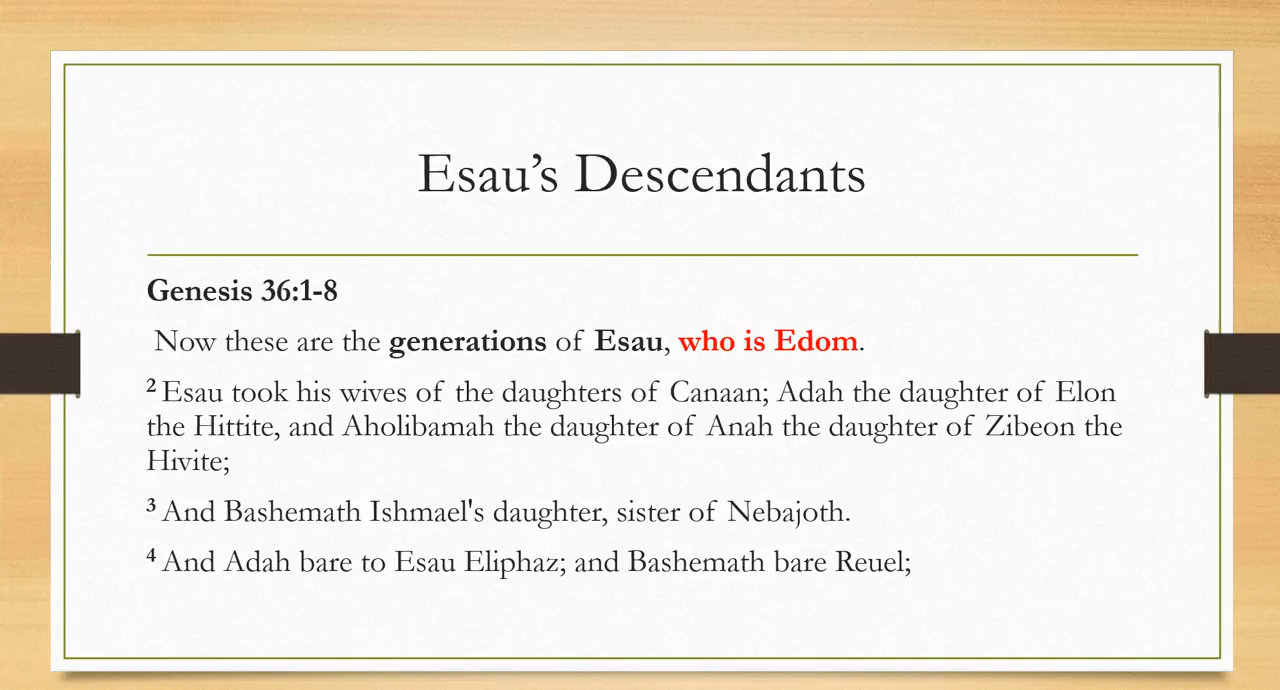 Esau’s Descendants
Genesis 36:1-8
Now these are the generations of Esau, who is Edom.
2 Esau took his wives of the daughters of Canaan; Adah the daughter of Elon
the Hittite, and Aholibamah the daughter of Anah the daughter of Zibeon the
Hivite;
3 And Bashemath Ishmael's daughter, sister of Nebajoth.
4 And Adah bare to Esau Eliphaz; and Bashemath bare Reuel;